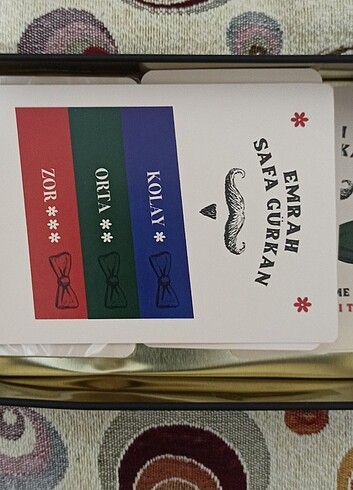 EMRAH
SAFA GÜRKAN
KOLAY *
ORTA **
ZOR ***